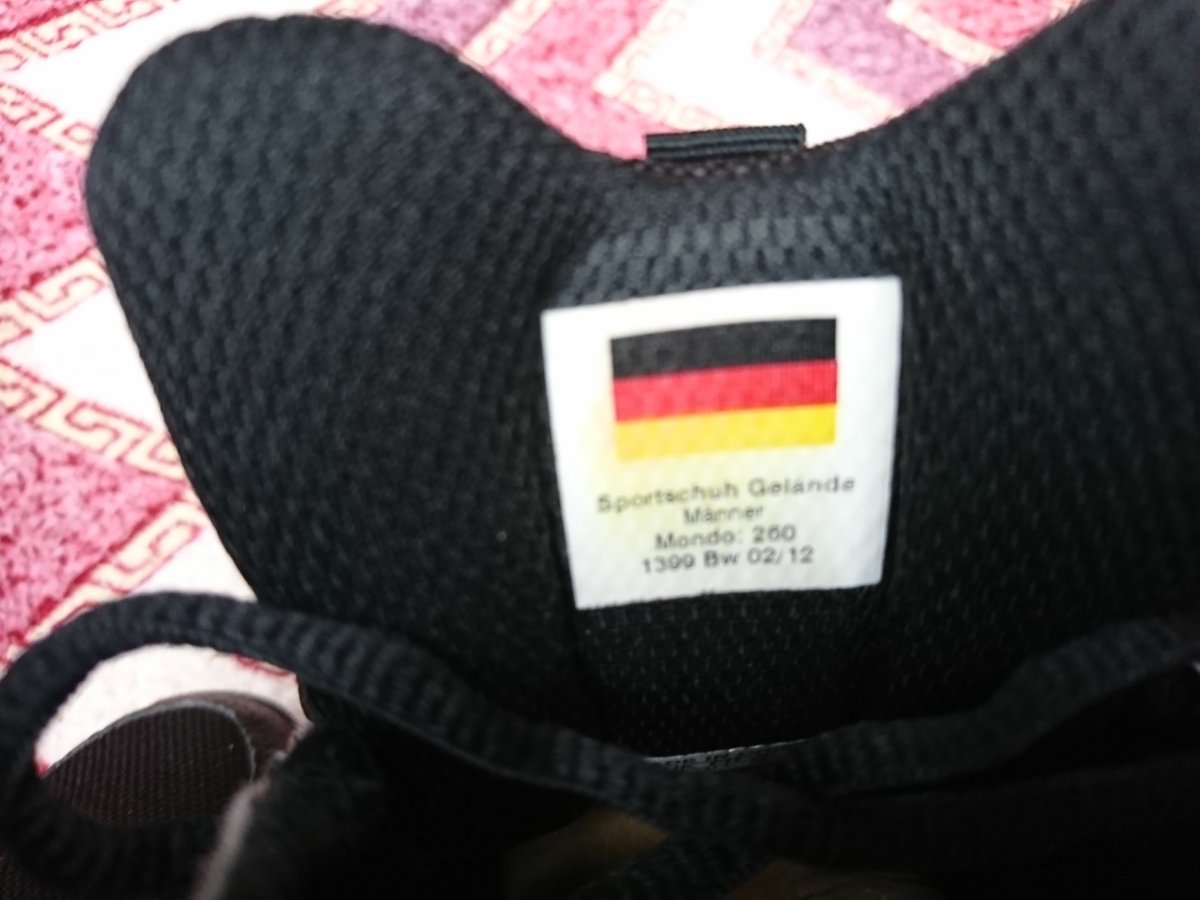 Sportschuh Gelände
Männer
Mondo: 260
1399 Bw 02/12